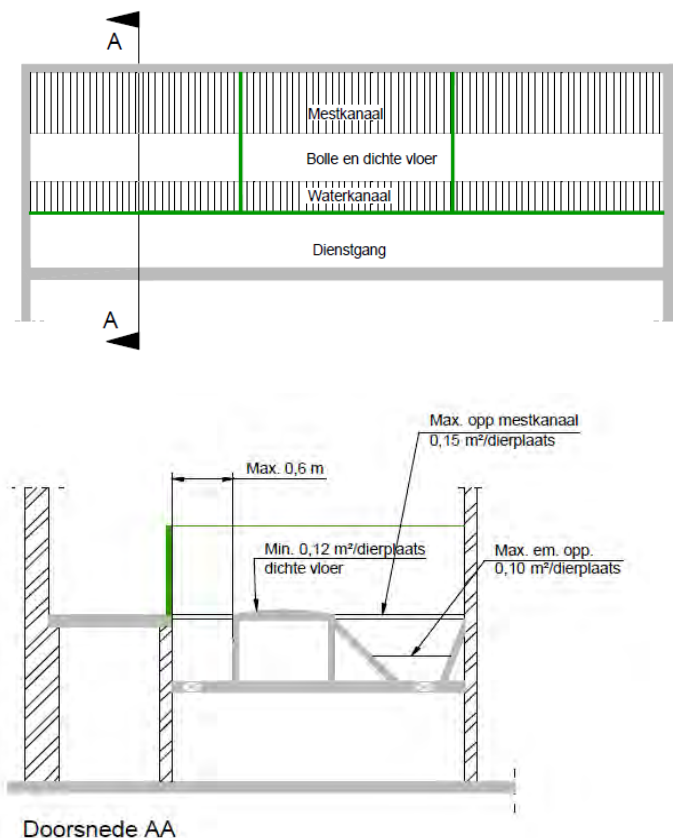 A
Mestkanaal
Bolle en dichte vloer
Waterkanaal
Dienstgang
A
Max. opp mestkanaal
0,15 m²/dierplaats
Max. 0,6 m
Min. 0,12 m²/dierplaats
dichte vloer
Max. em. opp.
0,10 m²/dierplaats
Doorsnede AA